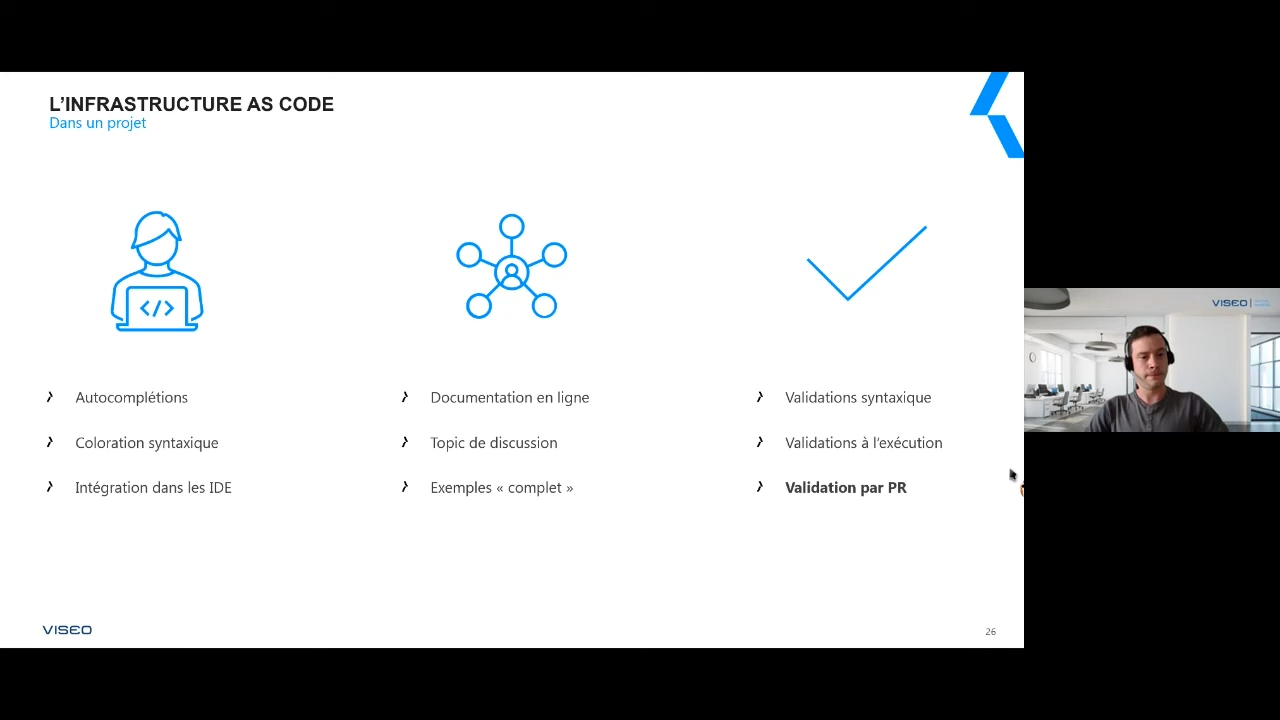 L'INFRASTRUCTURE AS CODE
Dans un projet
Autocomplétions
Coloration syntaxique
Intégration dans les IDE
Documentation en ligne
Topic de discussion
Exemples « complet »
Validations syntaxique
Validations à l'exécution
Validation par PR
VISEO
26
VISEO